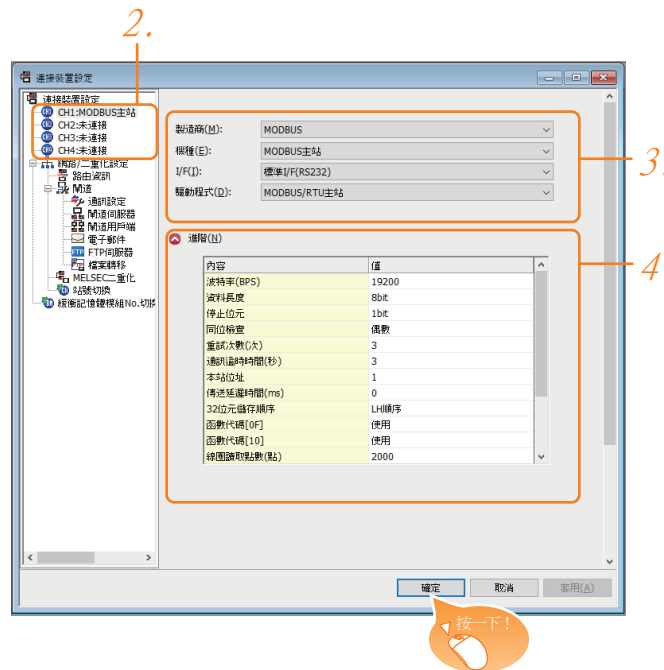 2.
連接裝置設定
連接裝置設定
CH1:MODBUS主站
CH2:未連接
CH3:未連接
CH4:未連接
網路/二重化設定
路由資訊
閘道
通訊設定
閘道伺服器
閘道用戶端
電子郵件
FTP伺服器
檔案轉移
MELSEC二重化
站號切換
緩衝記憶體模組No.切換
製造商(M): MODBUS
機種(E): MODBUS主站
I/F(I): 標準I/F(RS232)
驅動程式(D): MODBUS/RTU主站
3.
進階(N)
4
內容 值
波特率(BPS) 19200
資料長度 8bit
停止位元 1bit
同位檢查 偶數
重試次數(次) 3
通訊逾時時間(秒) 3
本站位址 1
傳送延遲時間(ms) 0
32位元儲存順序 LH順序
函數代碼[0F] 使用
函數代碼[10] 使用
線圈讀取點數(點) 2000
確定 取消 套用(A)
按一下!